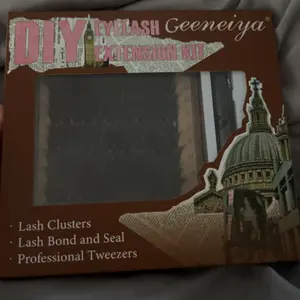 DIY EYELASH Geeneiya®
EXTENSION KIT
· Lash Clusters
· Lash Bond and Seal
· Professional Tweezers